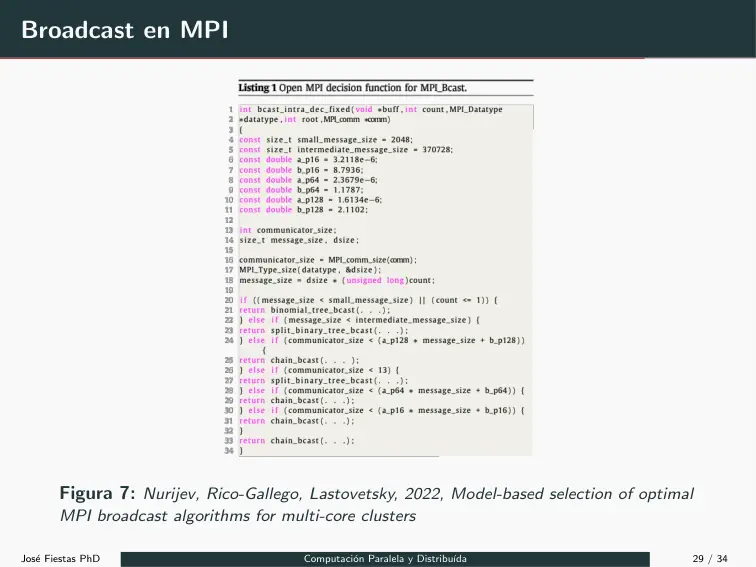 Broadcast en MPI
Listing 1 Open MPI decision function for MPI_Bcast.
1 int bcast_intra_dec_fixed(void *buff,int count,MPI_Datatype
2 *datatype,int root,MPI_comm *comm)
3 {
4 const size_t small_message_size = 2048;
5 const size_t intermediate_message_size = 370728;
6 const double a_p16 = 3.2118e−6;
7 const double b_p16 = 8.7936;
8 const double a_p64 = 2.3679e−6;
9 const double b_p64 = 1.1787;
10 const double a_p128 = 1.6134e−6;
11 const double b_p128 = 2.1102;
12
13 int communicator_size;
14 size_t message_size, dsize;
15
16 communicator_size = MPI_comm_size(comm);
17 MPI_Type_size(datatype, &dsize);
18 message_size = dsize * (unsigned long)count;
19
20 if ((message_size < small_message_size) || (count <= 1)) {
21 return binomial_tree_bcast(. . .);
22 } else if (message_size < intermediate_message_size) {
23 return split_binary_tree_bcast(. . .);
24 } else if (communicator_size < (a_p128 * message_size + b_p128))
{
25 return chain_bcast(. . . );
26 } else if (communicator_size < 13) {
27 return split_binary_tree_bcast(. . .);
28 } else if (communicator_size < (a_p64 * message_size + b_p64)) {
29 return chain_bcast(. . .);
30 } else if (communicator_size < (a_p16 * message_size + b_p16)) {
31 return chain_bcast(. . .);
32 }
33 return chain_bcast(. . .);
34 }
Figura 7: Nurijev, Rico-Gallego, Lastovetsky, 2022, Model-based selection of optimal
MPI broadcast algorithms for multi-core clusters
José Fiestas PhD
Computación Paralela y Distribuída
29 / 34